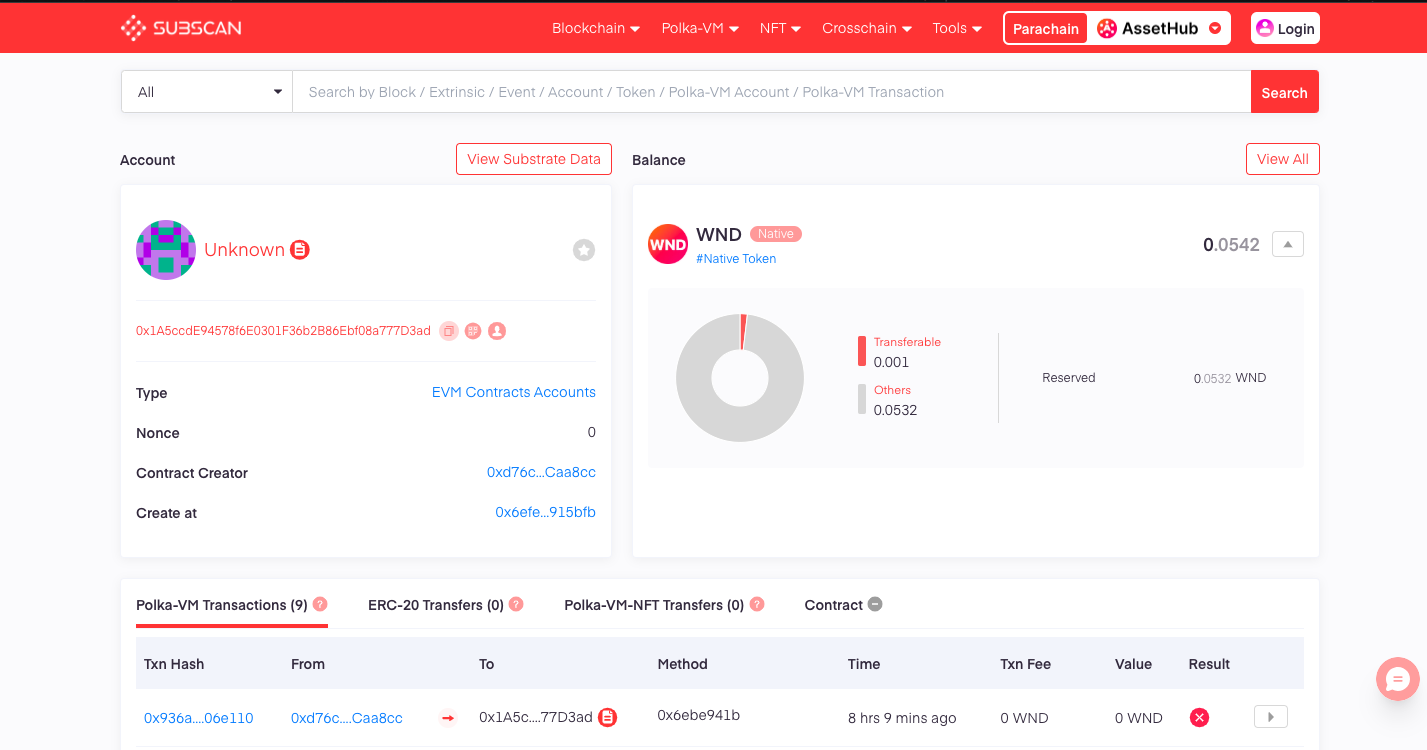 SUBSCAN Blockchain Polka-VM NFT Crosschain Tools Parachain AssetHub Login
All Search by Block / Extrinsic / Event / Account / Token / Polka-VM Account / Polka-VM Transaction Search
Account View Substrate Data
Balance View All
Unknown
0x1A5ccdE94578f6E0301F36b2B86Ebf08a777D3ad
Type EVM Contracts Accounts
Nonce 0
Contract Creator 0xd76c...Caa8cc
Create at 0x6efe...915bfb
WND WND Native 0.0542
#Native Token
Transferable
0.001
Others
0.0532
Reserved 0.0532 WND
Polka-VM Transactions (9) ? ERC-20 Transfers (0) ? Polka-VM-NFT Transfers (0) ? Contract
Txn Hash From To Method Time Txn Fee Value Result
0x936a....06e110 0xd76c....Caa8cc 0x1A5c....77D3ad 0x6ebe941b 8 hrs 9 mins ago 0 WND 0 WND